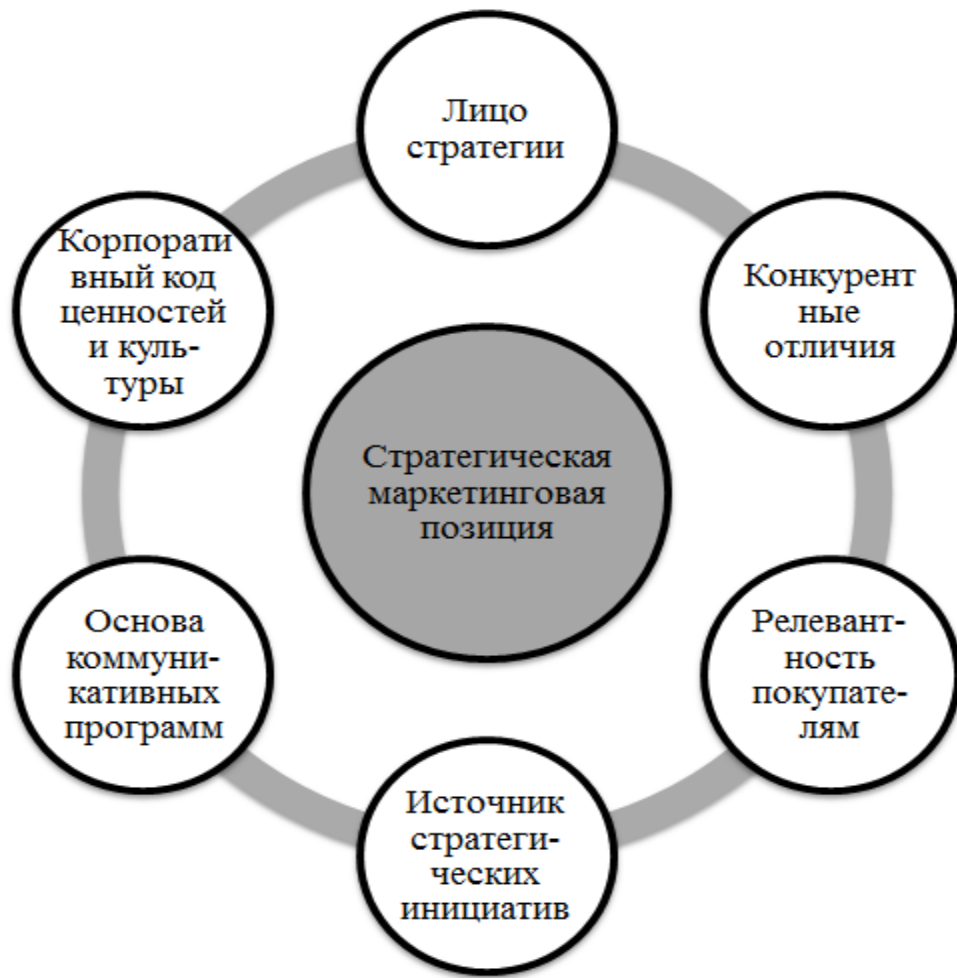 Лицо
стратегии
Конкурент
ные
отличия
Релевант-
ность
покупате-
лям
Источник
стратеги-
ческих
инициатив
Основа
коммуни-
кативных
программ
Корпорати
вный код
ценностей
и куль-
туры
Стратегическая
маркетинговая
позиция